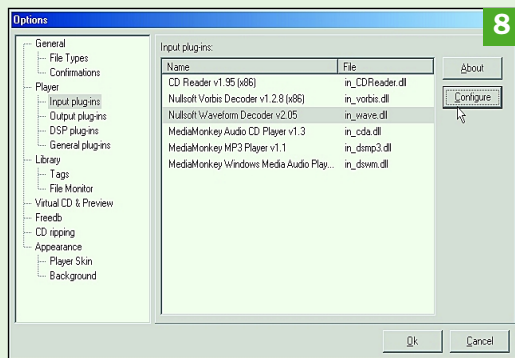 Options
8
General
File Types
Confirmations
Player
Input plug-ins
Output plug-ins
DSP plug-ins
General plug-ins
Library
Tags
File Monitor
Virtual CD & Preview
Freedb
CD ripping
Appearance
Player Skin
Background
Input plug-ins:
Name File
CD Reader v1.95 (x86) in_CDReader.dll
Nullsoft Vorbis Decoder v1.2.8 (x86) in_vorbis.dll
Nullsoft Waveform Decoder v2.05 in_wave.dll
MediaMonkey Audio CD Player v1.3 in_cda.dll
MediaMonkey MP3 Player v1.1 in_dsmp3.dll
MediaMonkey Windows Media Audio Play... in_dswm.dll
About
Configure
Ok Cancel